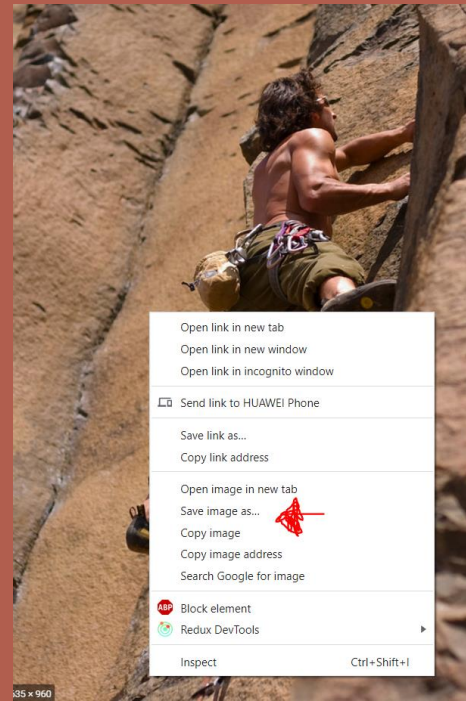 Open link in new tab
Open link in new window
Open link in incognito window
Send link to HUAWEI Phone
Save link as...
Copy link address
Open image in new tab
Save image as...
Copy image
Copy image address
Search Google for image
ABP Block element
Redux DevTools
Inspect Ctrl+Shift+I
35 × 960